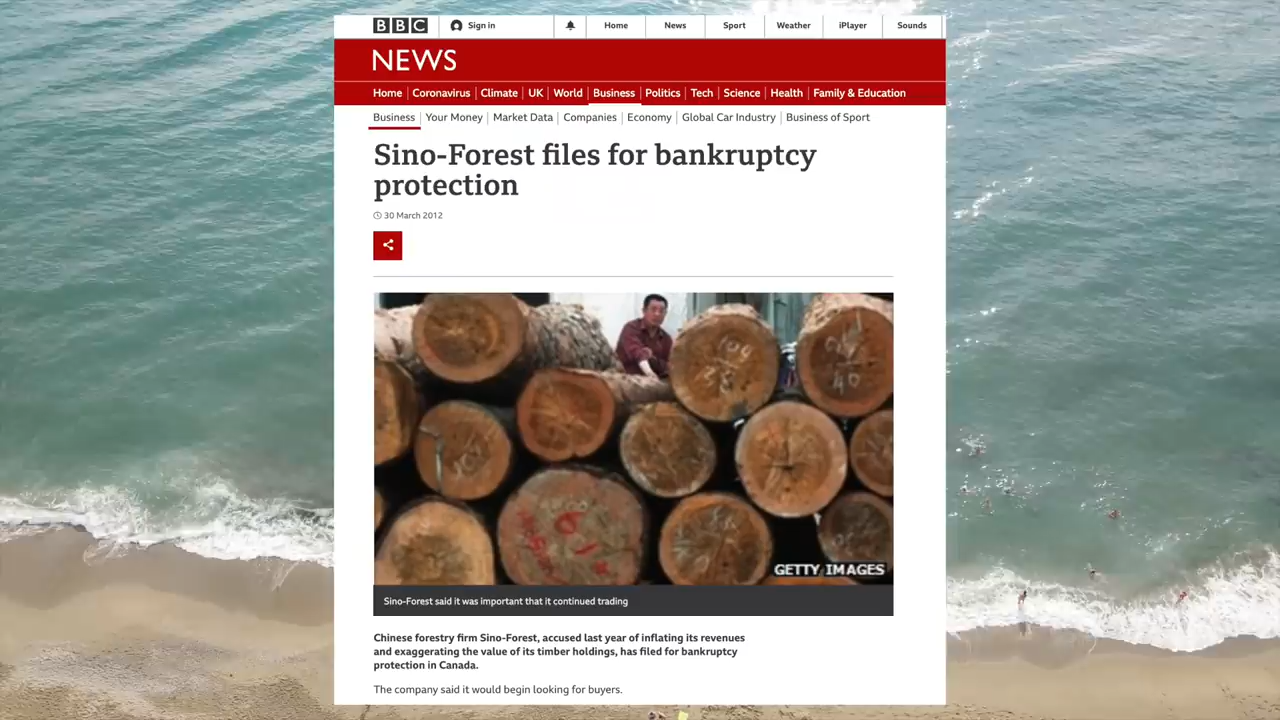 BBC Sign in Home News Sport Weather iPlayer Sounds
NEWS
Home Coronavirus Climate UK World Business Politics Tech Science Health Family & Education
Business Your Money Market Data Companies Economy Global Car Industry Business of Sport
Sino-Forest files for bankruptcy
protection
30 March 2012
GETTY IMAGES
Sino-Forest said it was important that it continued trading
Chinese forestry firm Sino-Forest, accused last year of inflating its revenues
and exaggerating the value of its timber holdings, has filed for bankruptcy
protection in Canada.
The company said it would begin looking for buyers.